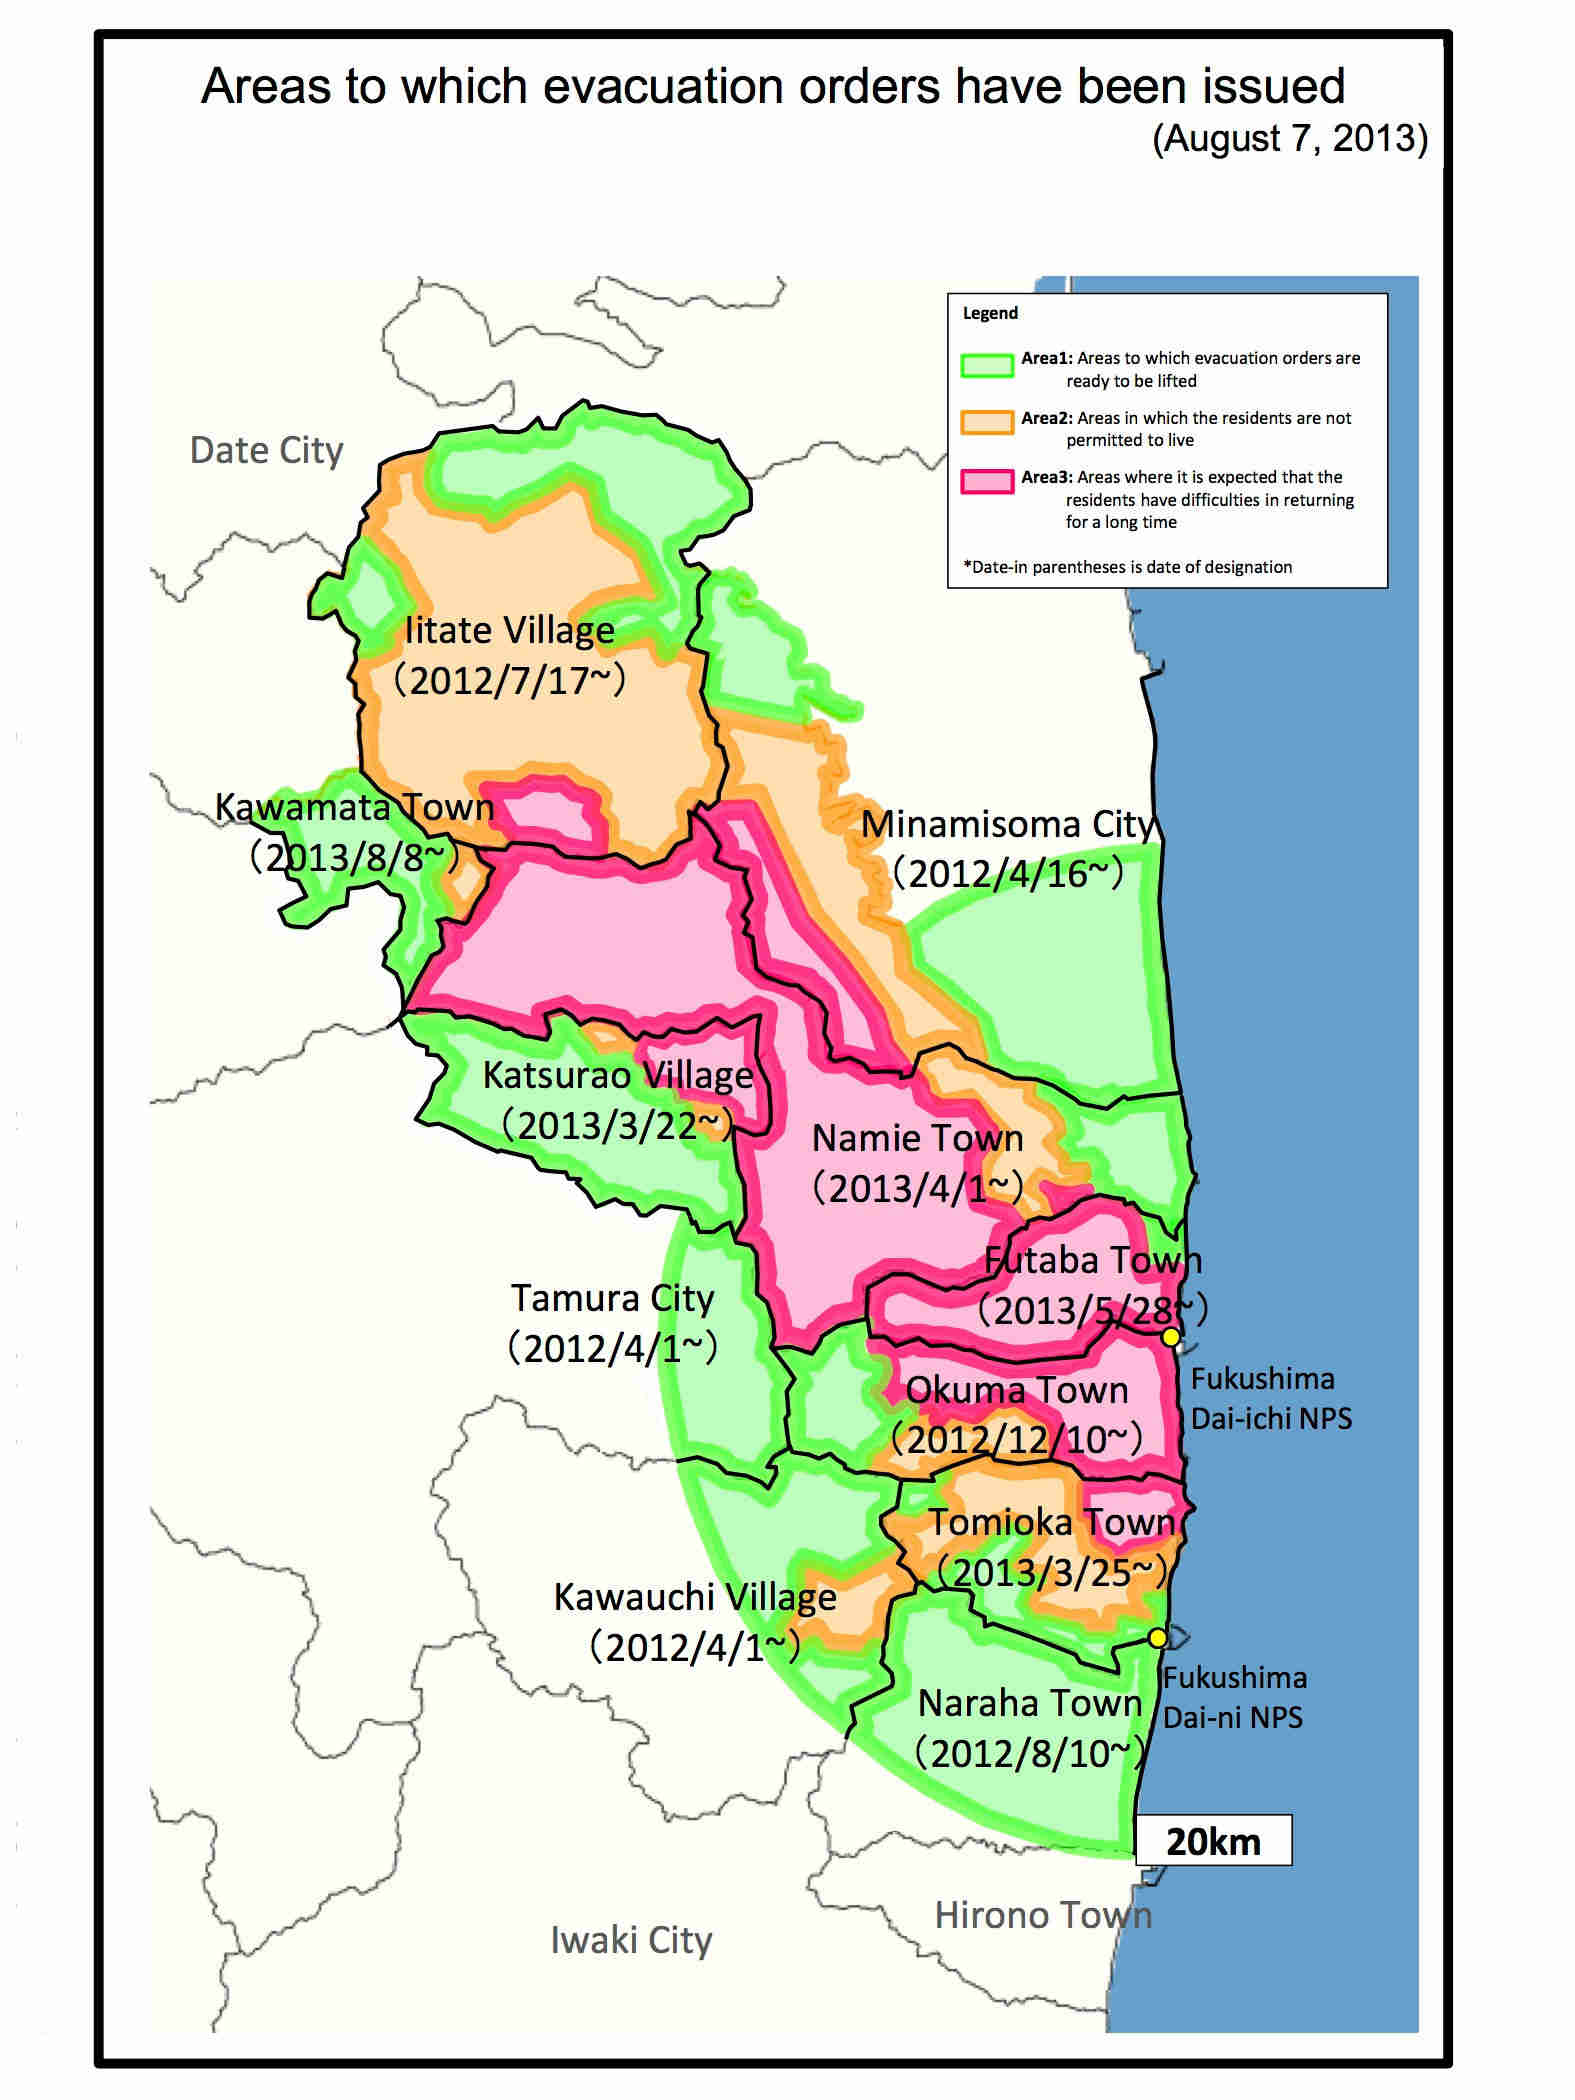 Areas to which evacuation orders have been issued
(August 7, 2013)
Legend
Area1: Areas to which evacuation orders are
ready to be lifted
Area2: Areas in which the residents are not
permitted to live
Area3: Areas where it is expected that the
residents have difficulties in returning
for a long time
*Date-in parentheses is date of designation
Date City
Iitate Village
（2012/7/17~）
Kawamata Town
（2013/8/8~）
Minamisoma City
（2012/4/16~）
Katsurao Village
（2013/3/22~）
Namie Town
（2013/4/1~）
Futaba Town
（2013/5/28~）
Tamura City
（2012/4/1~）
Fukushima
Dai-ichi NPS
Okuma Town
（2012/12/10~）
Tomioka Town
（2013/3/25~）
Kawauchi Village
（2012/4/1~）
Fukushima
Dai-ni NPS
Naraha Town
（2012/8/10~）
20km
Hirono Town
Iwaki City